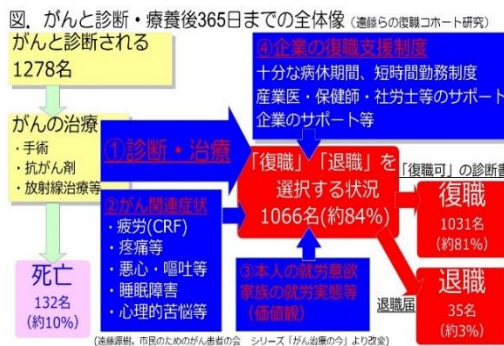 図. がんと診断・療養後365日までの全体像 (遠藤らの復職コホート研究)
がんと診断される
1278名
がんの治療
・手術
・抗がん剤
・放射線治療等
死亡
132名
(約10%)
①診断・治療
②がん関連症状
・疲労(CRF)
・疼痛等
・悪心・嘔吐等
・睡眠障害
・心理的苦悩等
④企業の復職支援制度
十分な病休期間、短時間勤務制度
産業医・保健師・社労士等のサポート
企業のサポート等
「復職」「退職」を
選択する状況
1066名(約84%)
③本人の就労意欲
家族の就労実態等
(価値観)
「復職可」の診断書
復職
1031名
(約81%)
退職届
退職
35名
(約3%)
(遠藤源樹. 市民のためのがん患者の会 シリーズ「がん治療の今」より改変)